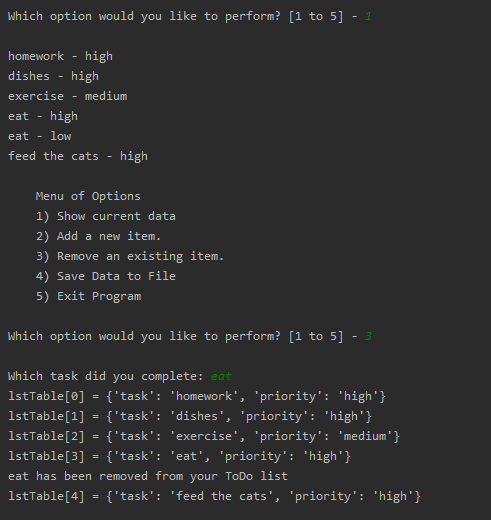 Which option would you like to perform? [1 to 5] - 1
homework - high
dishes - high
exercise - medium
eat - high
eat - low
feed the cats - high
Menu of Options
1) Show current data
2) Add a new item.
3) Remove an existing item.
4) Save Data to File
5) Exit Program
Which option would you like to perform? [1 to 5] - 3
Which task did you complete: eat
lstTable[0] = {'task': 'homework', 'priority': 'high'}
lstTable[1] = {'task': 'dishes', 'priority': 'high'}
lstTable[2] = {'task': 'exercise', 'priority': 'medium'}
lstTable[3] = {'task': 'eat', 'priority': 'high'}
eat has been removed from your ToDo list
lstTable[4] = {'task': 'feed the cats', 'priority': 'high'}